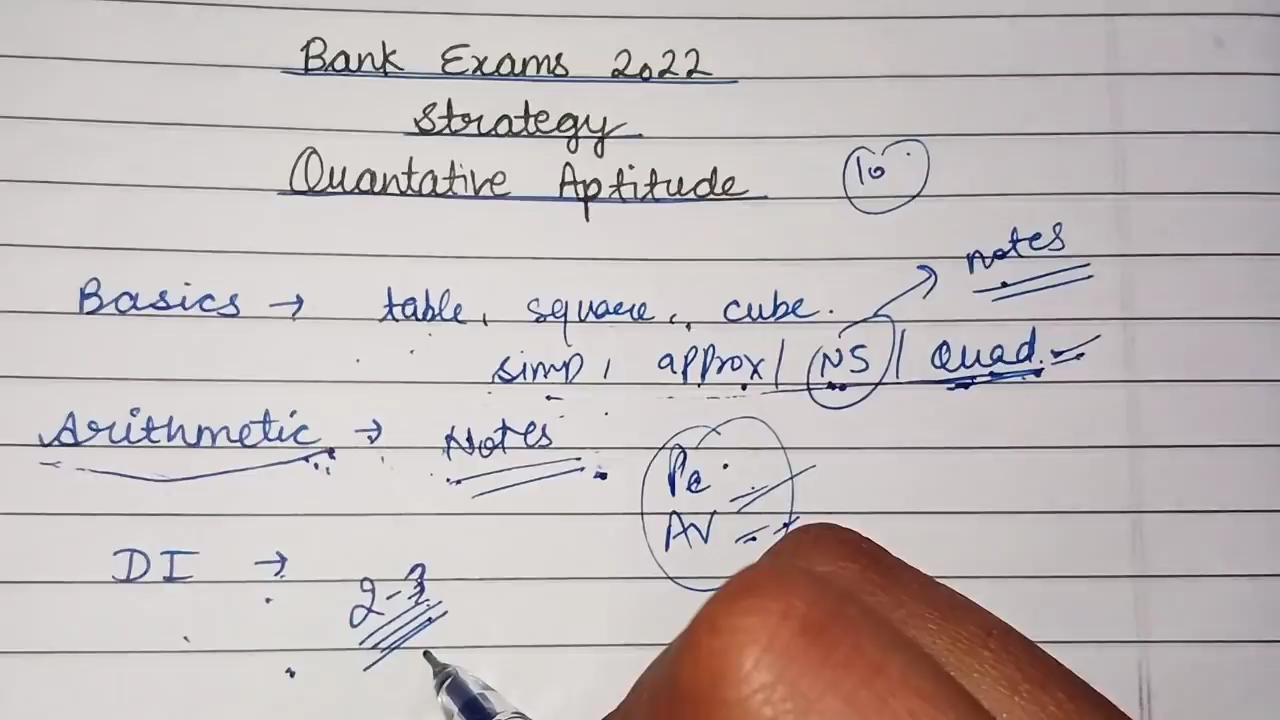 Bank Exams 2022
Strategy
Quantative Aptitude 10
notes
Basics → table, square, cube.
simp, approx / NS / Quad.
Arithmetic → Notes
Pe
AV
DI → 2-3